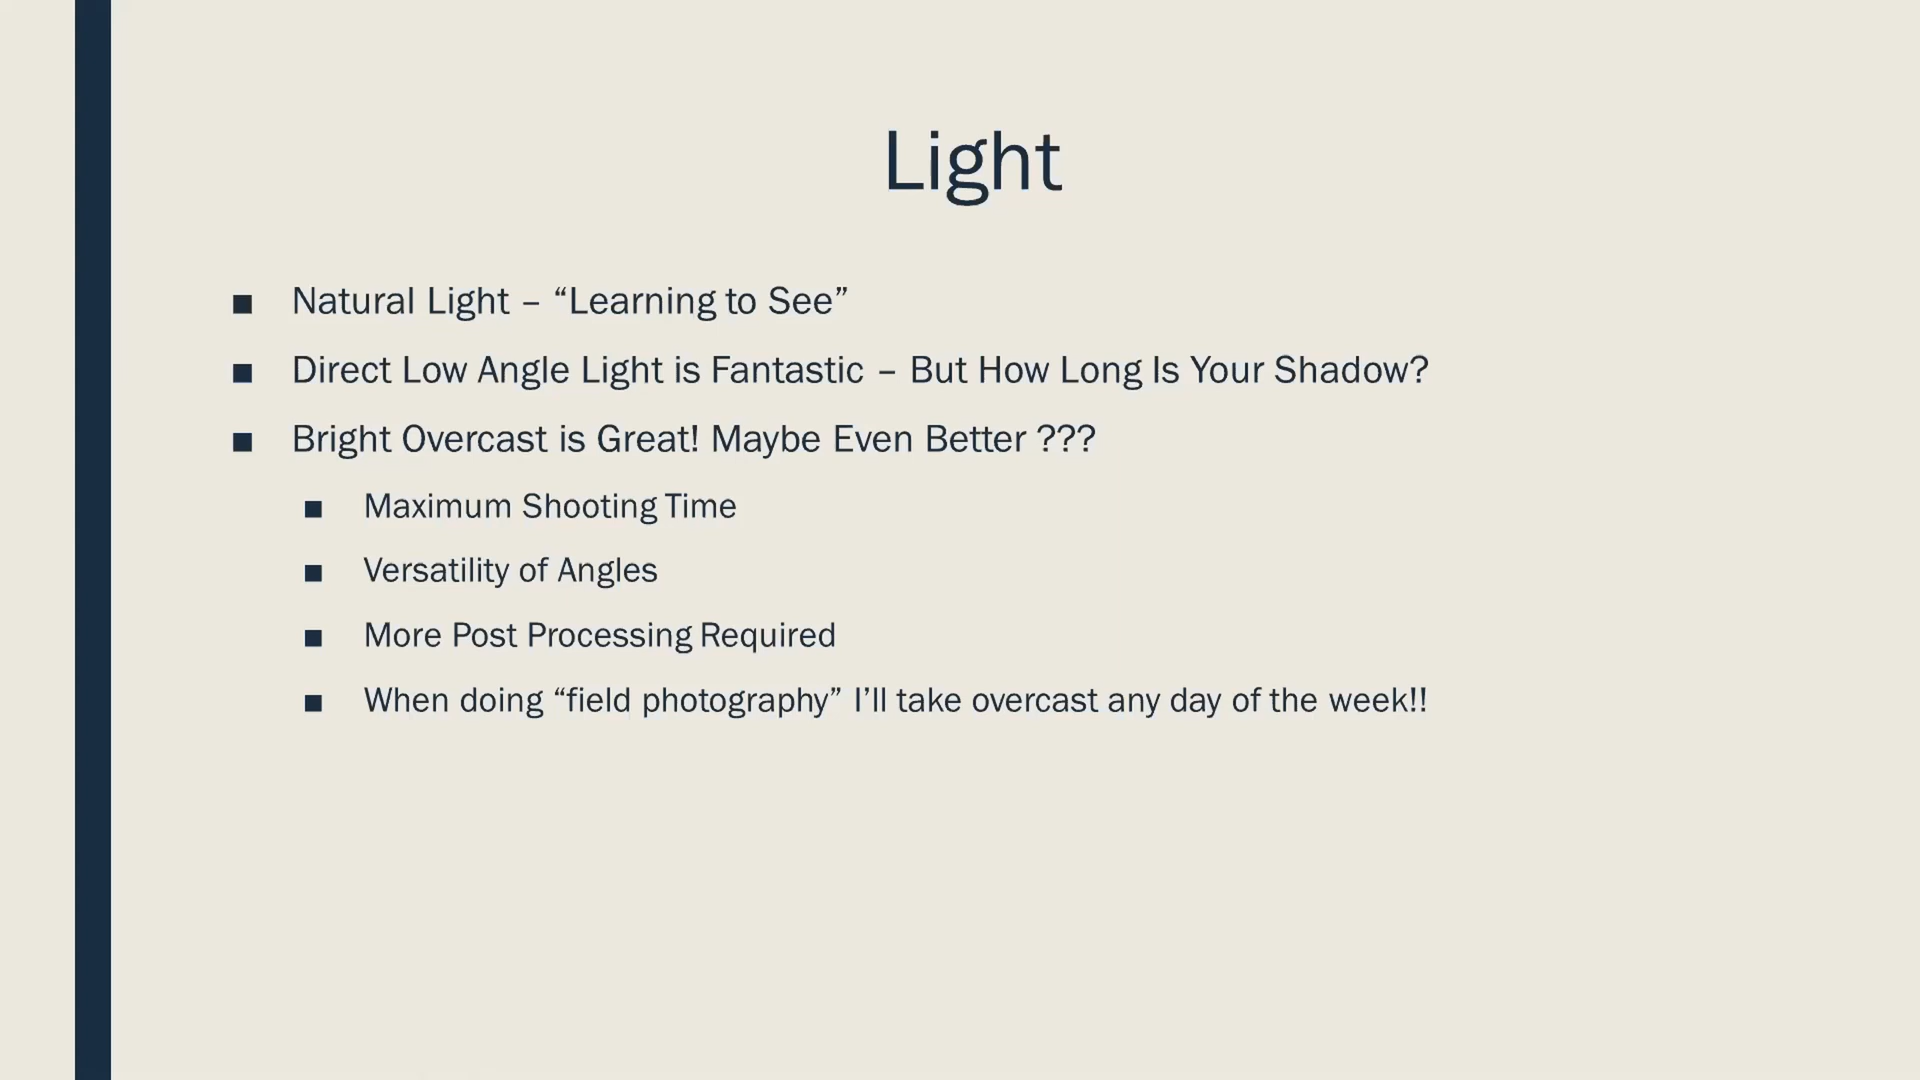 Light
■ Natural Light – “Learning to See”
■ Direct Low Angle Light is Fantastic – But How Long Is Your Shadow?
■ Bright Overcast is Great! Maybe Even Better ???
■ Maximum Shooting Time
■ Versatility of Angles
■ More Post Processing Required
■ When doing “field photography” I’ll take overcast any day of the week!!